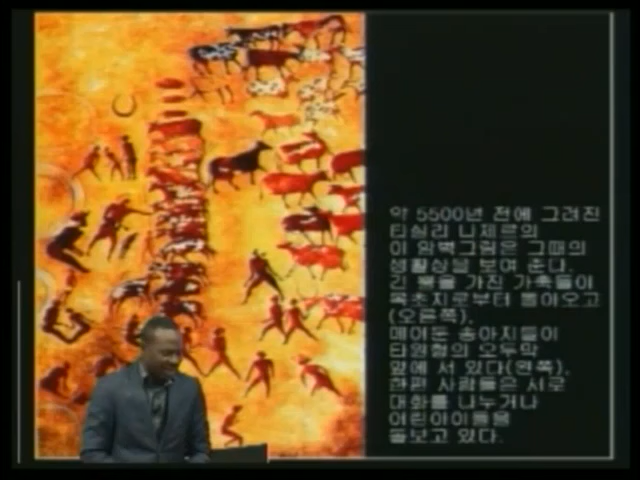 약 5500년 전에 그려진
티실리 니제르의
이 암벽그림은 그때의
생활상을 보여 준다.
긴 뿔을 가진 가축들이
목초지로부터 돌아오고
(오른쪽),
메어둔 송아지들이
타원형의 오두막
앞에 서 있다(왼쪽).
한편 사람들은 서로
대화를 나누거나
어린아이들을
돌보고 있다.